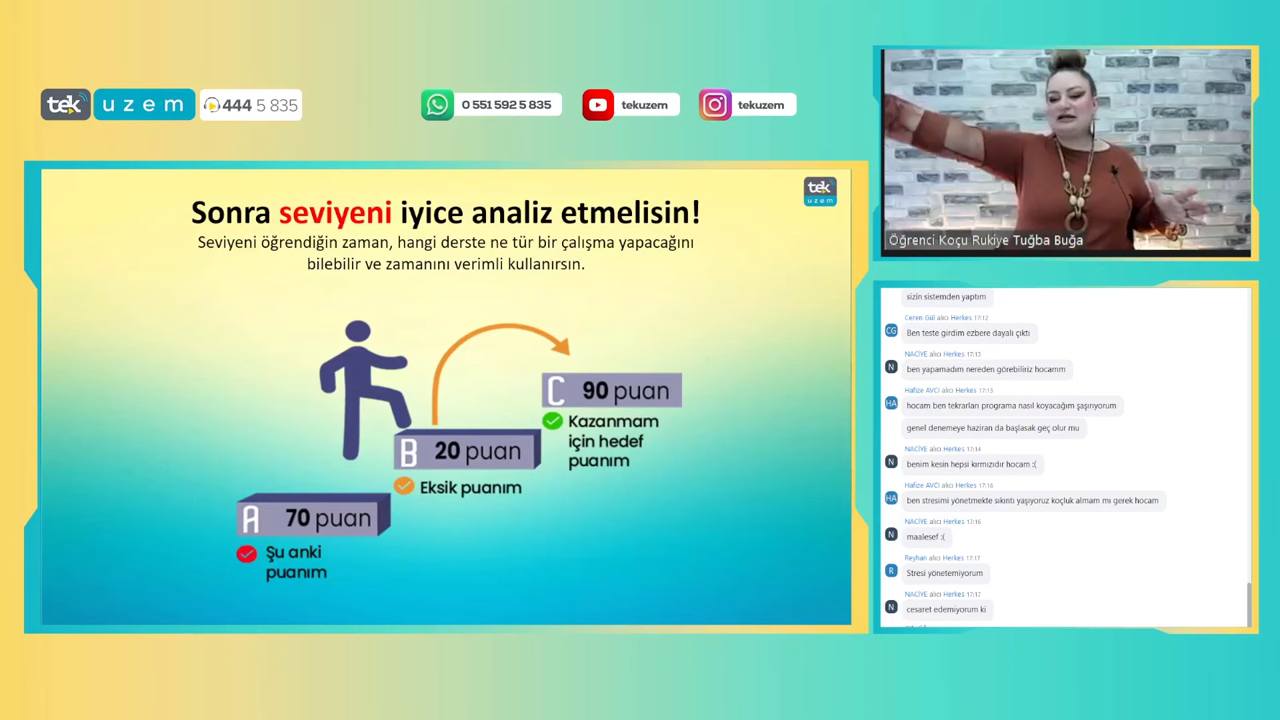 tek uzem 444 5 835
0 551 592 5 835
tekuzem
tekuzem
tek
uzem
Sonra seviyeni iyice analiz etmelisin!
Seviyeni öğrendiğin zaman, hangi derste ne tür bir çalışma yapacağını
bilebilir ve zamanını verimli kullanırsın.
C 90 puan
Kazanmam
için hedef
puanım
B 20 puan
Eksik puanım
A 70 puan
Şu anki
puanım
Öğrenci Koçu Rukiye Tuğba Buğa
sizin sistemden yaptım
Ceren Gül alıcı Herkes 17:12
CG Ben teste girdim ezbere dayalı çıktı
NACİYE alıcı Herkes 17:13
N ben yapamadım nereden görebiliriz hocamm
Hafize AVCI alıcı Herkes 17:13
HA hocam ben tekrarları programa nasıl koyacağım şaşırıyorum
genel denemeye haziran da başlasak geç olur mu
NACİYE alıcı Herkes 17:14
N benim kesin hepsi kırmızıdır hocam :(
Hafize AVCI alıcı Herkes 17:16
HA ben stresimi yönetmekte sıkıntı yaşıyoruz koçluk almam mı gerek hocam
NACİYE alıcı Herkes 17:16
N maalesef :(
Reyhan alıcı Herkes 17:17
R Stresi yönetemiyorum
NACİYE alıcı Herkes 17:17
N cesaret edemiyorum ki